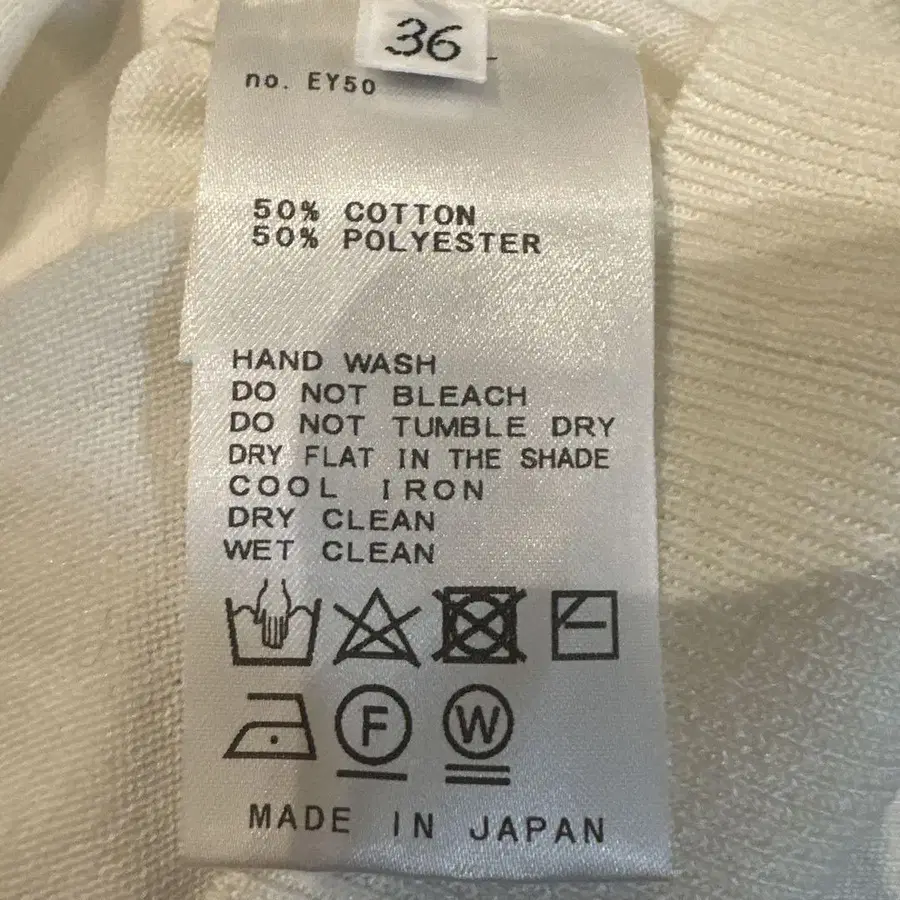 36
no. EY50
50% COTTON
50% POLYESTER
HAND WASH
DO NOT BLEACH
DO NOT TUMBLE DRY
DRY FLAT IN THE SHADE
COOL IRON
DRY CLEAN
WET CLEAN
F W
MADE IN JAPAN